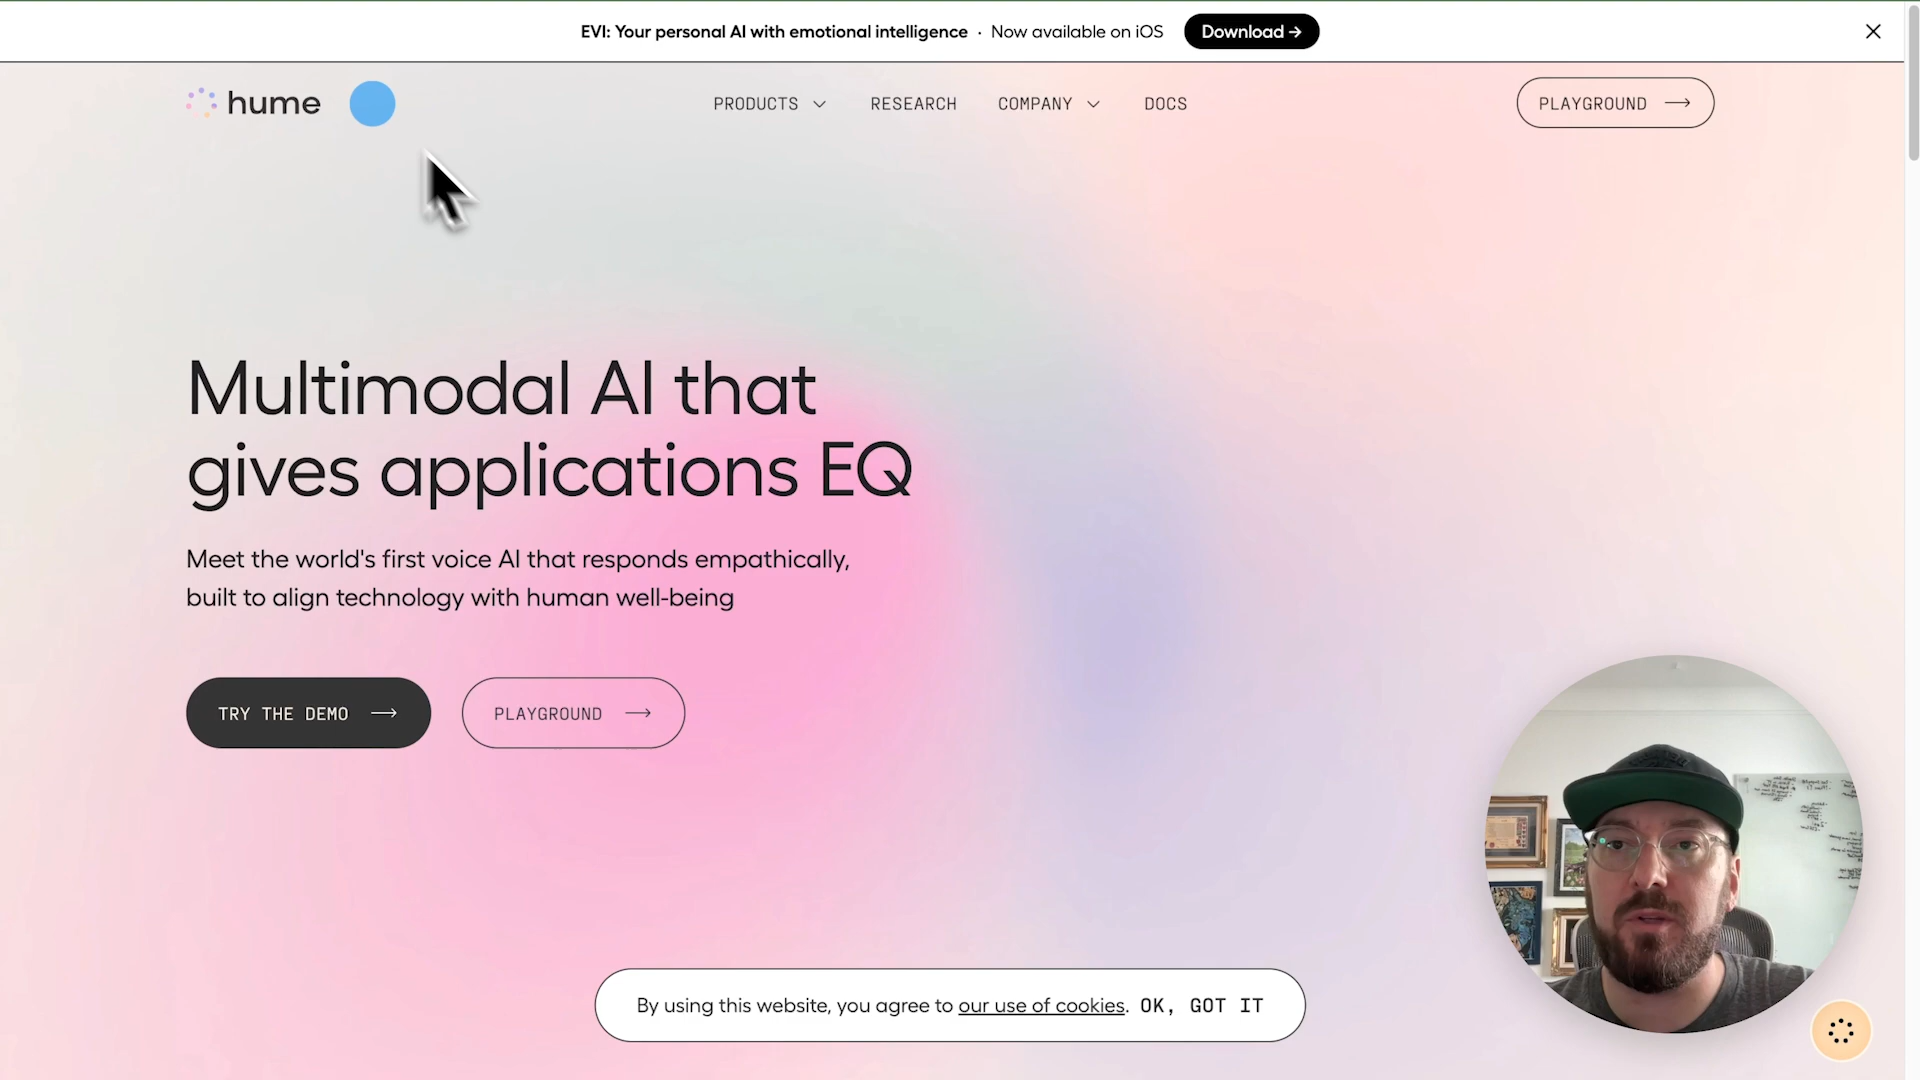 EVI: Your personal AI with emotional intelligence · Now available on iOS Download →
hume PRODUCTS RESEARCH COMPANY DOCS PLAYGROUND
Multimodal AI that
gives applications EQ
Meet the world's first voice AI that responds empathically,
built to align technology with human well-being
TRY THE DEMO PLAYGROUND
By using this website, you agree to our use of cookies. OK, GOT IT